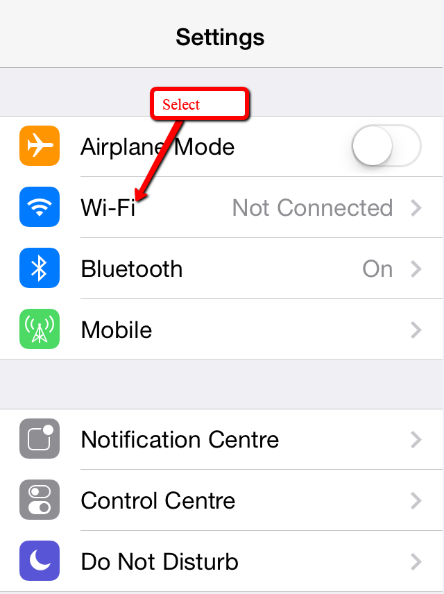 Settings
Select
Airplane Mode
Wi-Fi Not Connected
Bluetooth On
Mobile
Notification Centre
Control Centre
Do Not Disturb